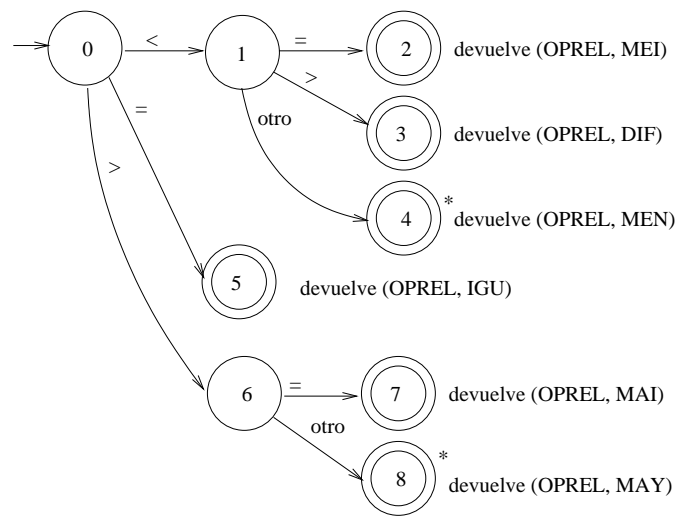 0 < 1 = 2 devuelve (OPREL, MEI)
= > 3 devuelve (OPREL, DIF)
otro
> 4 * devuelve (OPREL, MEN)
5 devuelve (OPREL, IGU)
6 = 7 devuelve (OPREL, MAI)
otro
8 * devuelve (OPREL, MAY)